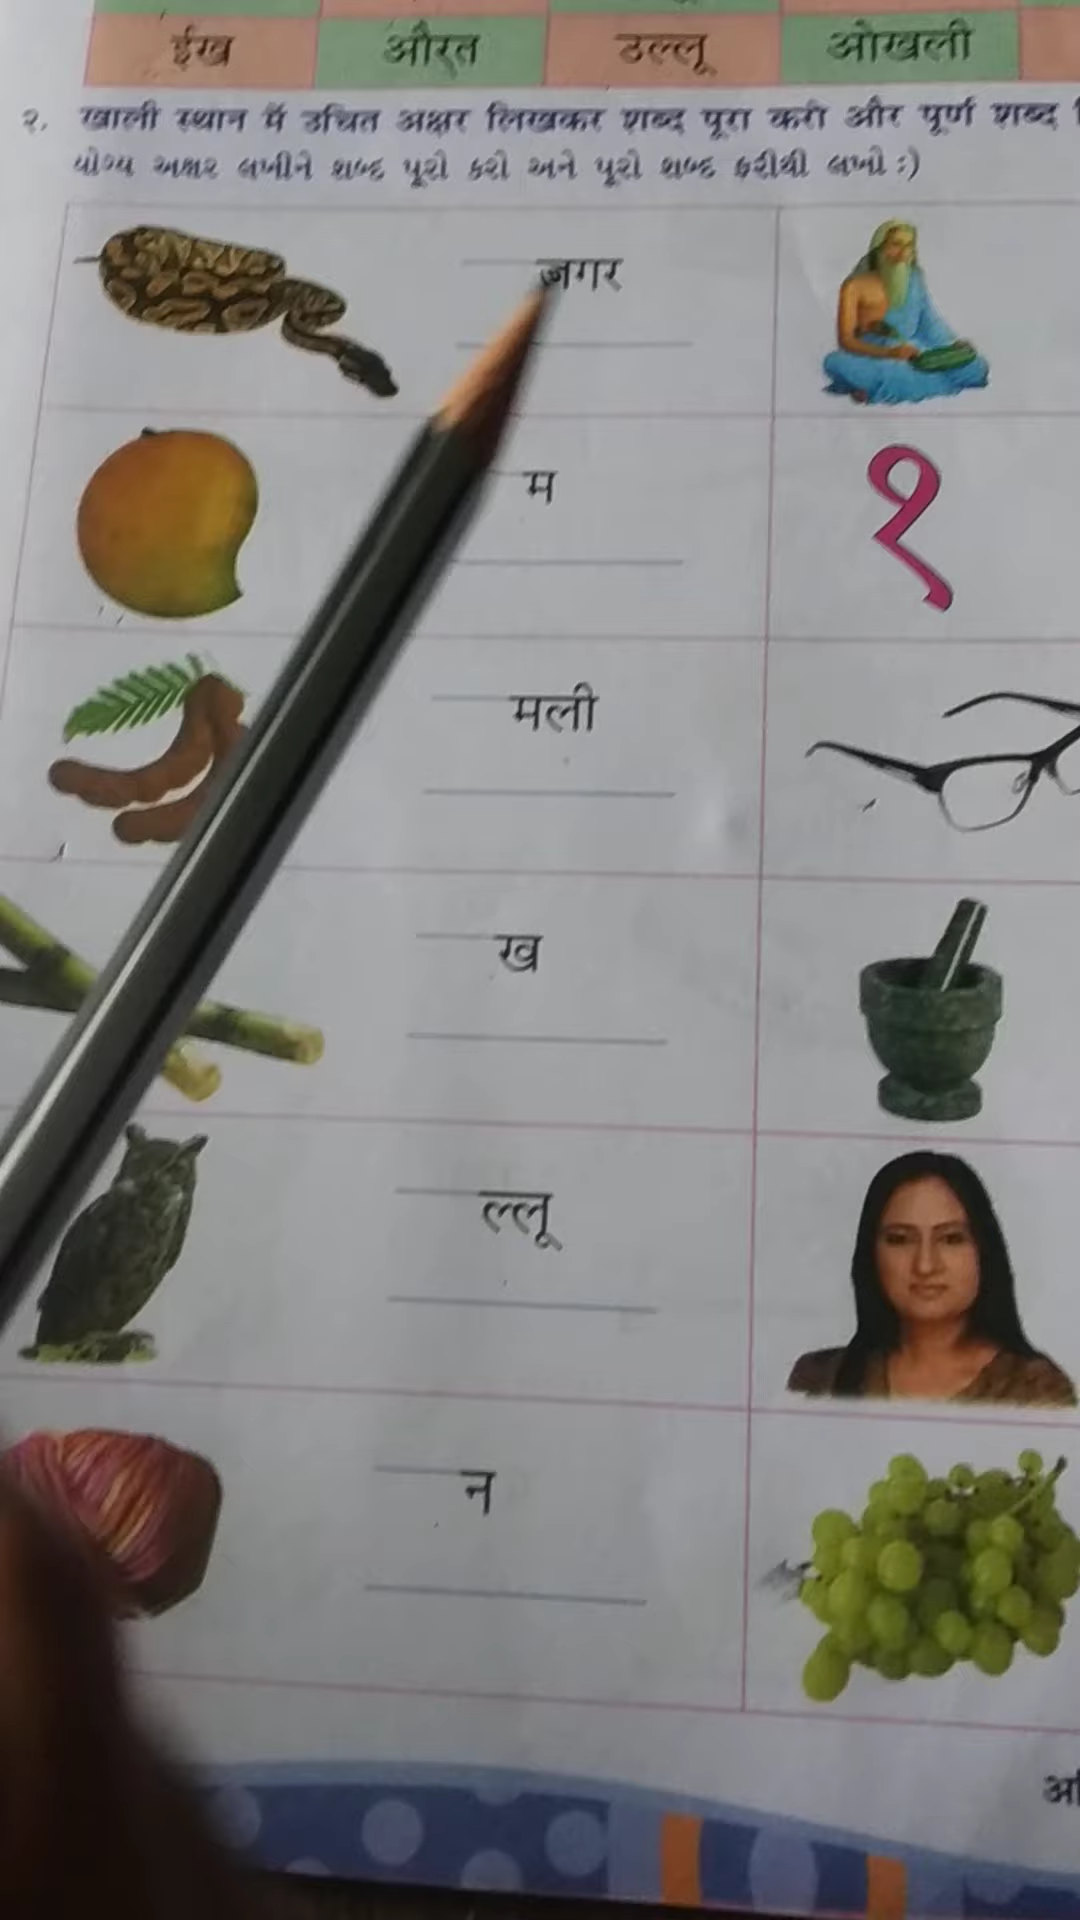 ईख औरत उल्लू ओखली
२. खाली स्थान में उचित अक्षर लिखकर शब्द पूरा करो और पूर्ण शब्द
યોગ્ય અક્ષર લખીને શબ્દ પૂરો કરો અને પૂરો શબ્દ ફરીથી લખો :)
जगर
म
१
मली
ख
ल्लू
न